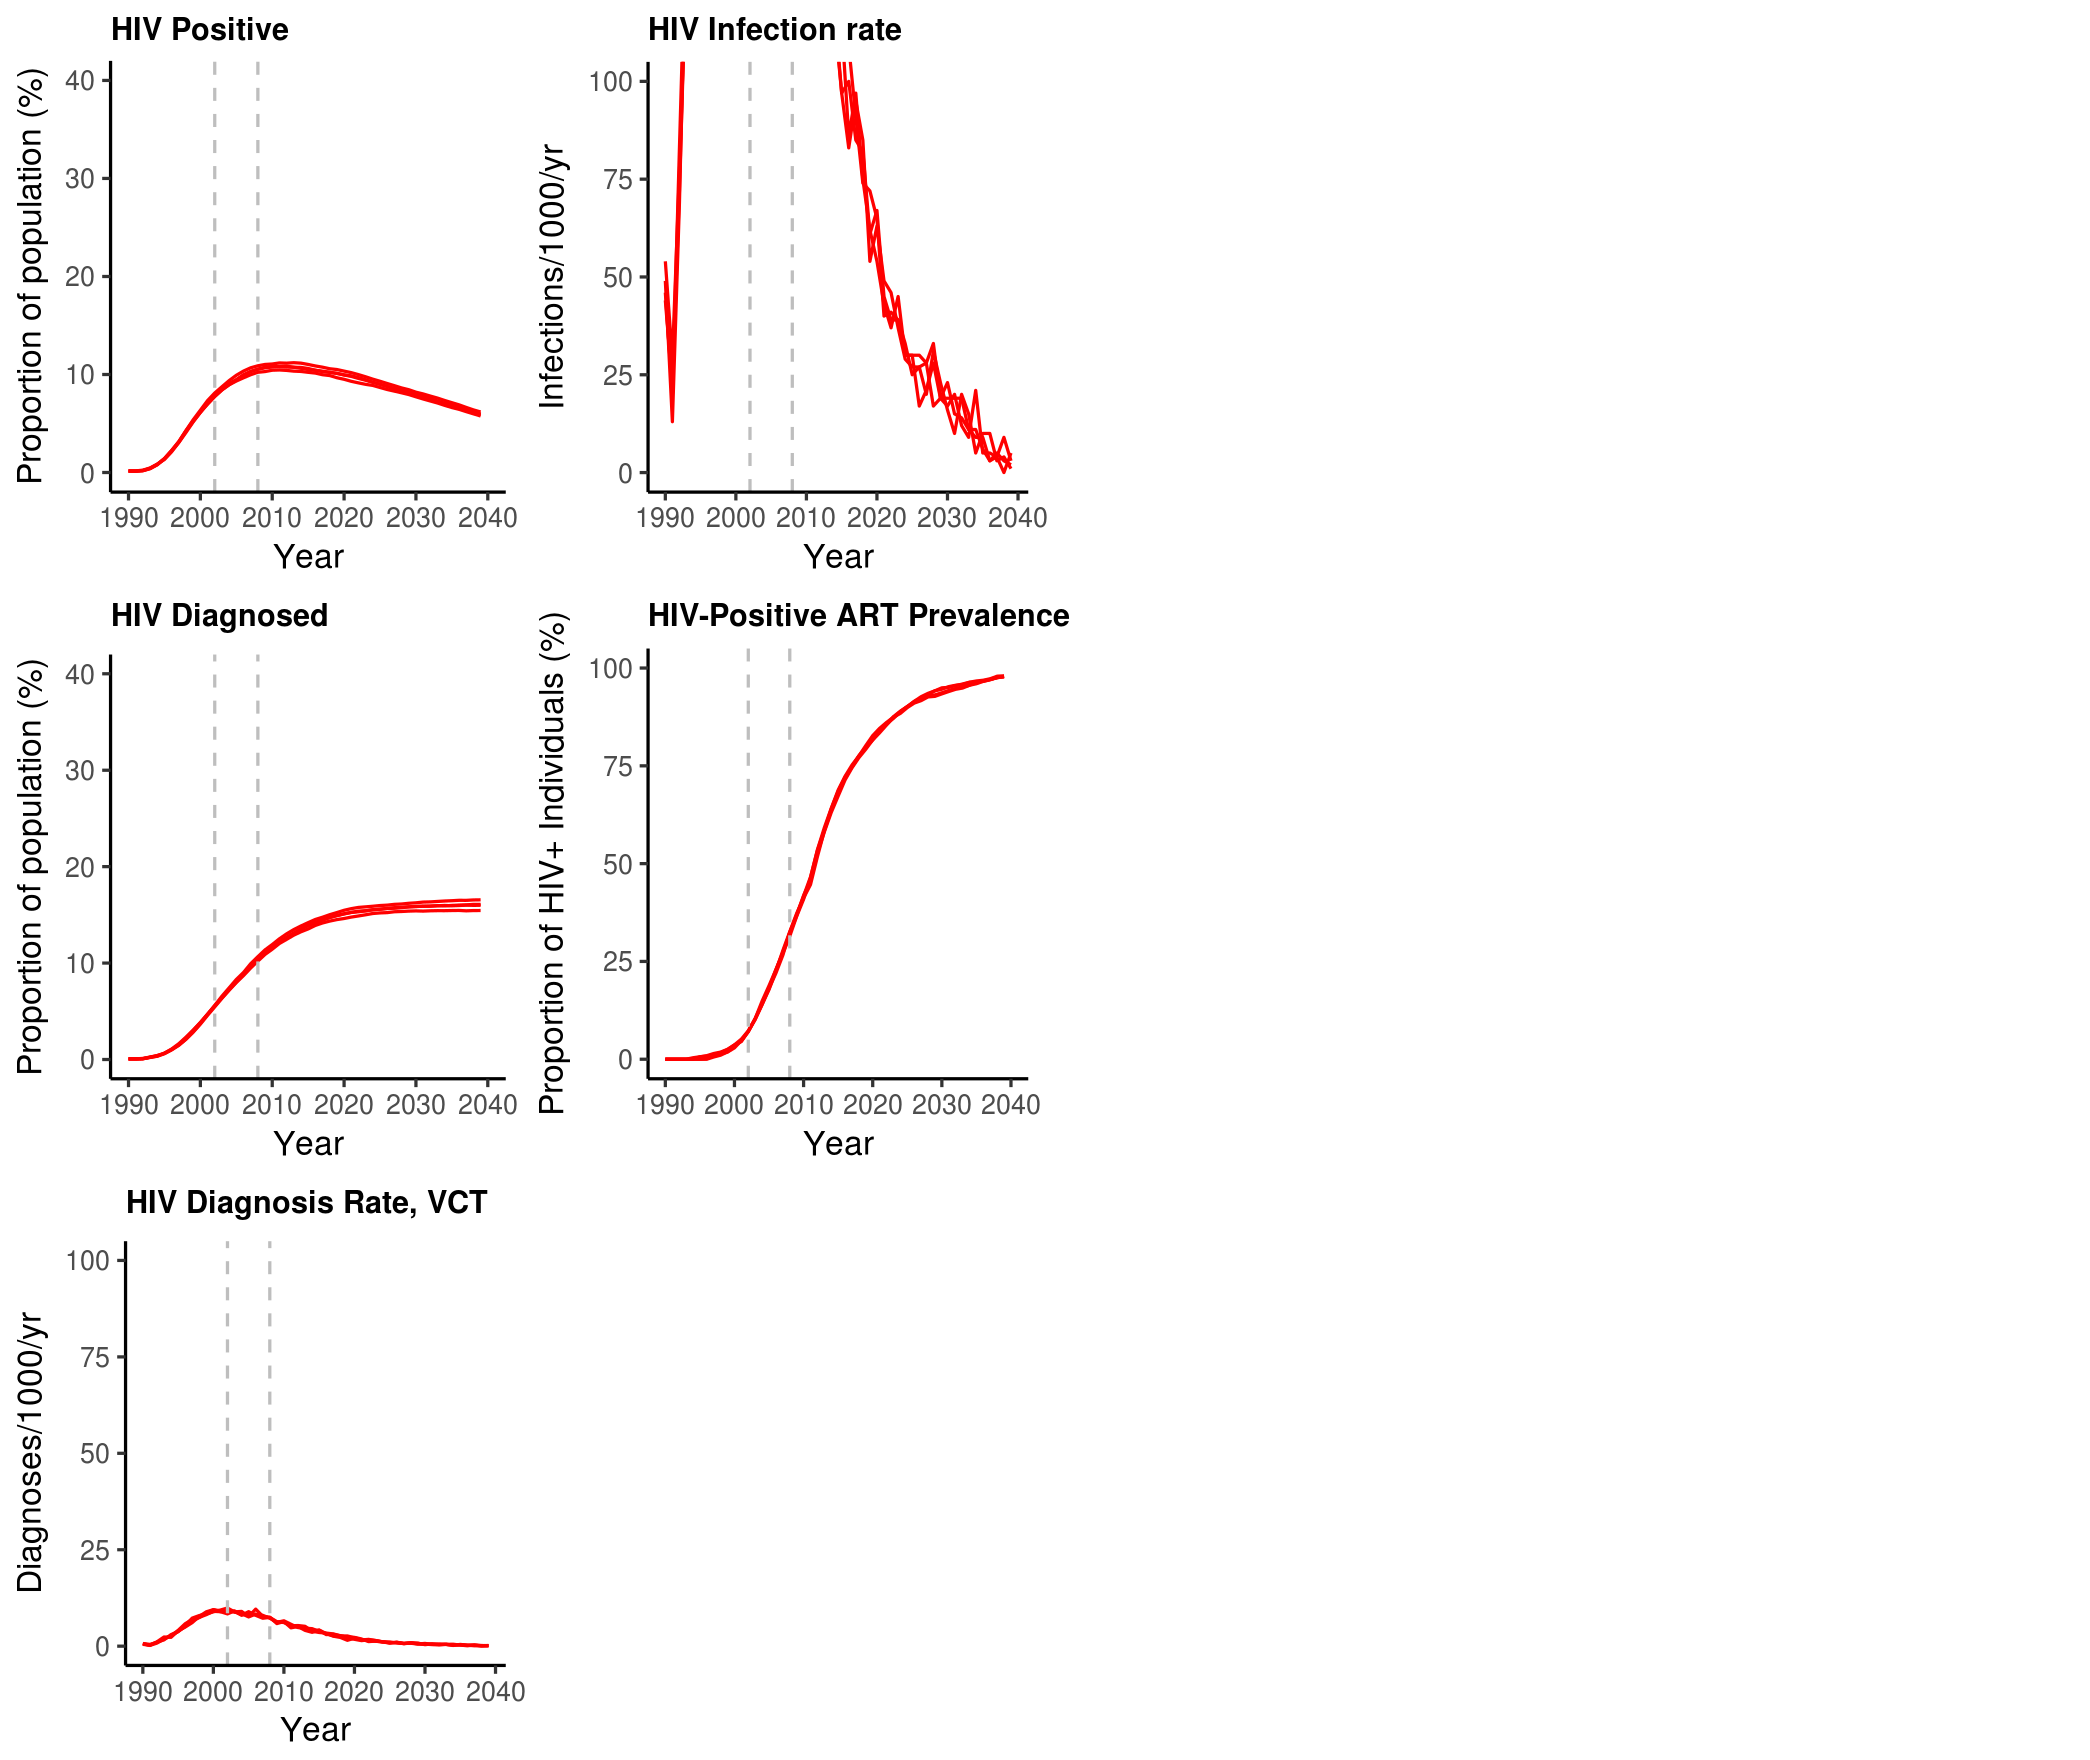 HIV Positive
Proportion of population (%)
40
30
20
10
0
1990 2000 2010 2020 2030 2040
Year
HIV Infection rate
Infections/1000/yr
100
75
50
25
0
1990 2000 2010 2020 2030 2040
Year
HIV Diagnosed
Proportion of population (%)
40
30
20
10
0
1990 2000 2010 2020 2030 2040
Year
HIV-Positive ART Prevalence
Proportion of HIV+ Individuals (%)
100
75
50
25
0
1990 2000 2010 2020 2030 2040
Year
HIV Diagnosis Rate, VCT
Diagnoses/1000/yr
100
75
50
25
0
1990 2000 2010 2020 2030 2040
Year